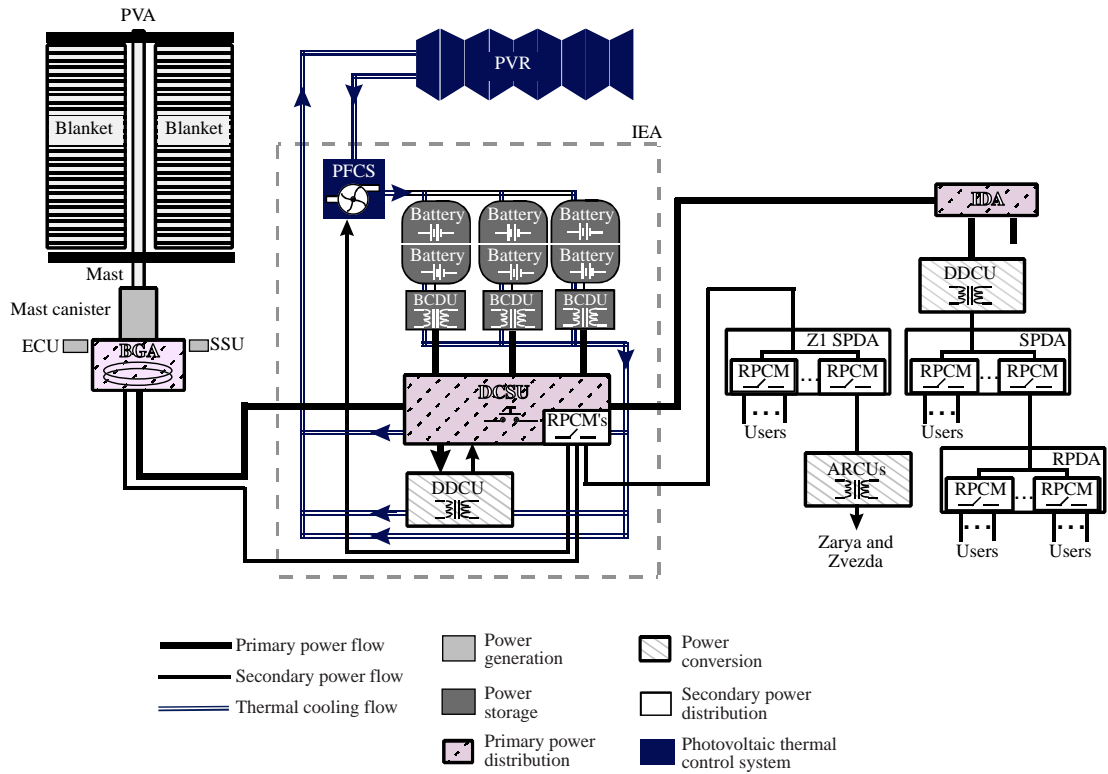 PVA
Blanket
Blanket
Mast
Mast canister
ECU
SSU
BGA
PVR
IEA
PFCS
Battery
Battery
Battery
Battery
Battery
Battery
BCDU
BCDU
BCDU
DCSU
RPCM's
DDCU
IDA
DDCU
Z1 SPDA
RPCM
...
RPCM
...
Users
SPDA
RPCM
...
RPCM
...
Users
ARCUs
Zarya and
Zvezda
RPDA
RPCM
...
RPCM
...
...
Users
Users
Primary power flow
Secondary power flow
Thermal cooling flow
Power
generation
Power
storage
Primary power
distribution
Power
conversion
Secondary power
distribution
Photovoltaic thermal
control system